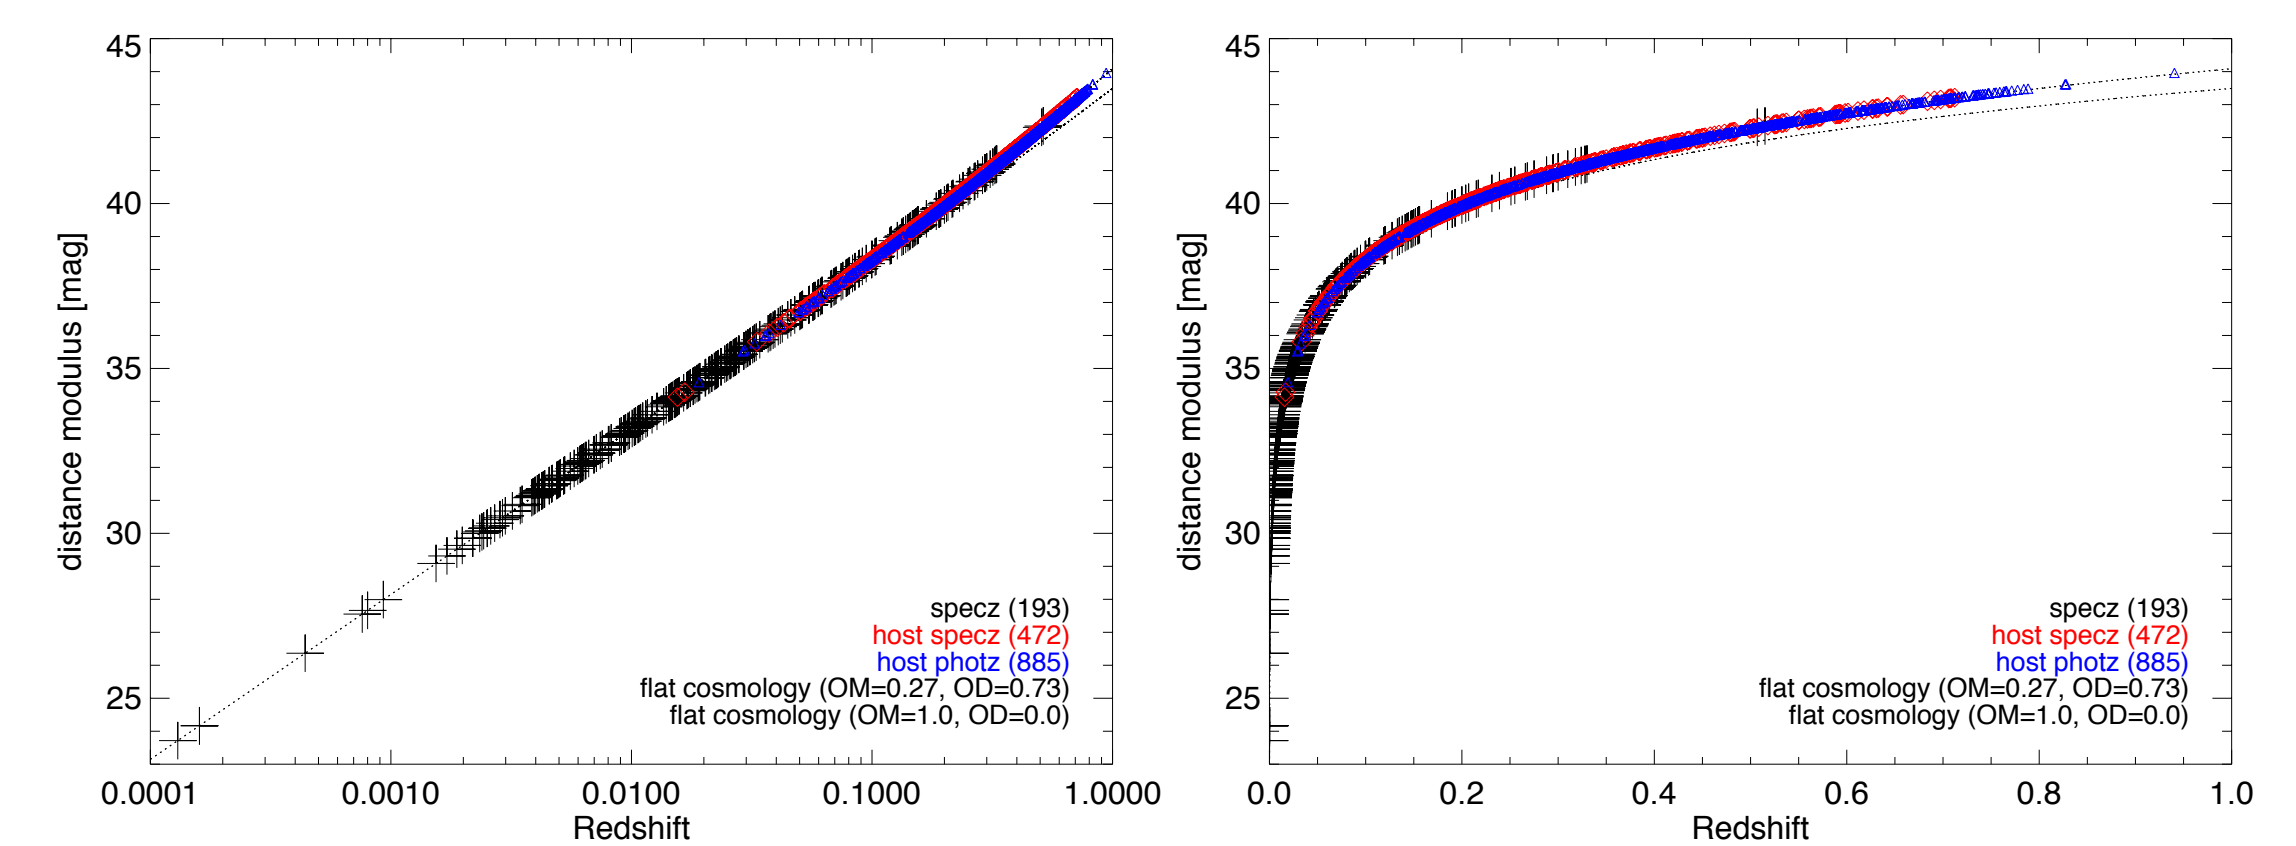 45
40
35
30
25
distance modulus [mag]
specz (193)
host specz (472)
host photz (885)
flat cosmology (OM=0.27, OD=0.73)
flat cosmology (OM=1.0, OD=0.0)
0.0001 0.0010 0.0100 0.1000 1.0000
Redshift
45
40
35
30
25
distance modulus [mag]
specz (193)
host specz (472)
host photz (885)
flat cosmology (OM=0.27, OD=0.73)
flat cosmology (OM=1.0, OD=0.0)
0.0 0.2 0.4 0.6 0.8 1.0
Redshift